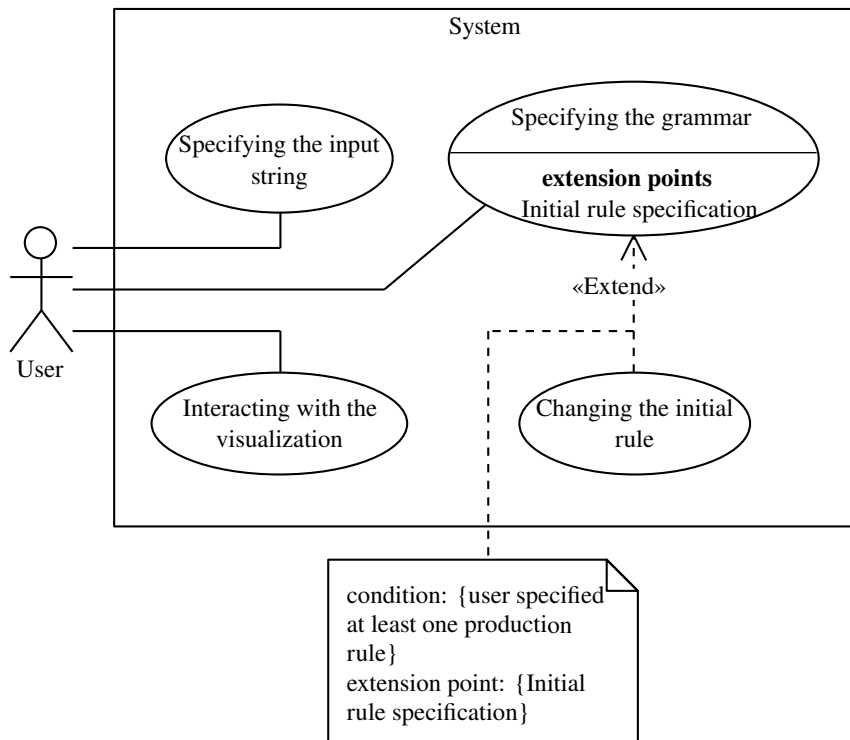 System
Specifying the input
string
Specifying the grammar
extension points
Initial rule specification
«Extend»
User
Interacting with the
visualization
Changing the initial
rule
condition: {user specified
at least one production
rule}
extension point: {Initial
rule specification}